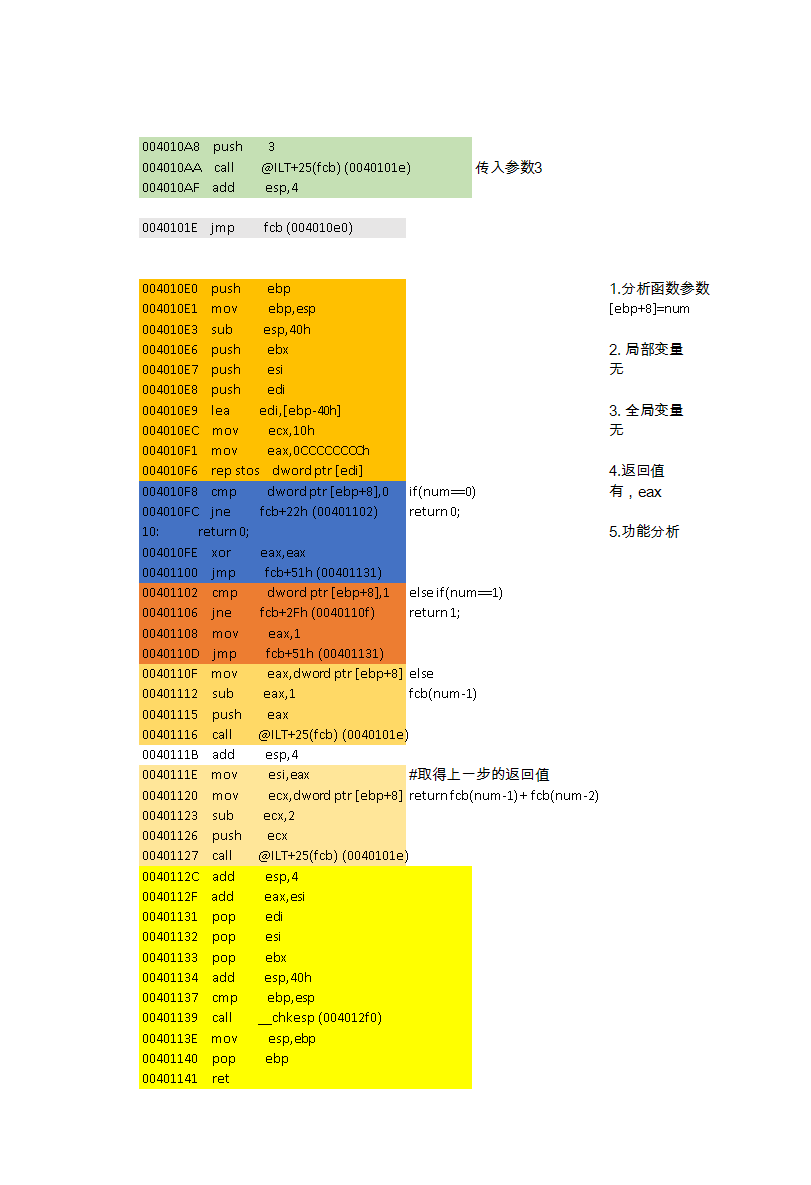 004010A8 push 3
004010AA call @ILT+25(fcb) (0040101e) 传入参数3
004010AF add esp,4
0040101E jmp fcb (004010e0)
004010E0 push ebp 1.分析函数参数
004010E1 mov ebp,esp [ebp+8]=num
004010E3 sub esp,40h
004010E6 push ebx 2. 局部变量
004010E7 push esi 无
004010E8 push edi
004010E9 lea edi,[ebp-40h] 3. 全局变量
004010EC mov ecx,10h 无
004010F1 mov eax,0CCCCCCCCh
004010F6 rep stos dword ptr [edi] 4.返回值
004010F8 cmp dword ptr [ebp+8],0 if(num==0) 有，eax
004010FC jne fcb+22h (00401102) return 0;
10: return 0; 5.功能分析
004010FE xor eax,eax
00401100 jmp fcb+51h (00401131)
00401102 cmp dword ptr [ebp+8],1 else if(num==1)
00401106 jne fcb+2Fh (0040110f) return 1;
00401108 mov eax,1
0040110D jmp fcb+51h (00401131)
0040110F mov eax,dword ptr [ebp+8] else
00401112 sub eax,1 fcb(num-1)
00401115 push eax
00401116 call @ILT+25(fcb) (0040101e)
0040111B add esp,4
0040111E mov esi,eax #取得上一步的返回值
00401120 mov ecx,dword ptr [ebp+8] return fcb(num-1) + fcb(num-2)
00401123 sub ecx,2
00401126 push ecx
00401127 call @ILT+25(fcb) (0040101e)
0040112C add esp,4
0040112F add eax,esi
00401131 pop edi
00401132 pop esi
00401133 pop ebx
00401134 add esp,40h
00401137 cmp ebp,esp
00401139 call __chkesp (004012f0)
0040113E mov esp,ebp
00401140 pop ebp
00401141 ret